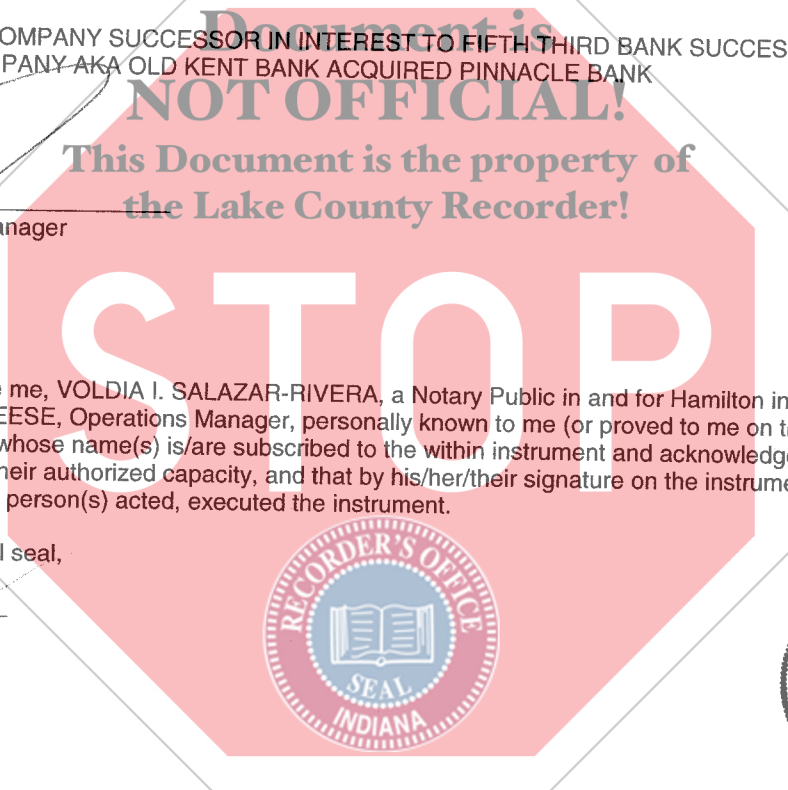 Document is
OMPANY SUCCESSOR IN INTEREST TO FIFTH THIRD BANK SUCCES
PANY AKA OLD KENT BANK ACQUIRED PINNACLE BANK
NOT OFFICIAL!
This Document is the property of
the Lake County Recorder!
anager
STOP
e me, VOLDIA I. SALAZAR-RIVERA, a Notary Public in and for Hamilton in
EESE, Operations Manager, personally known to me (or proved to me on t
whose name(s) is/are subscribed to the within instrument and acknowledge
heir authorized capacity, and that by his/her/their signature on the instrume
person(s) acted, executed the instrument.
l seal,
RECORDER'S OFFICE
SEAL
INDIANA